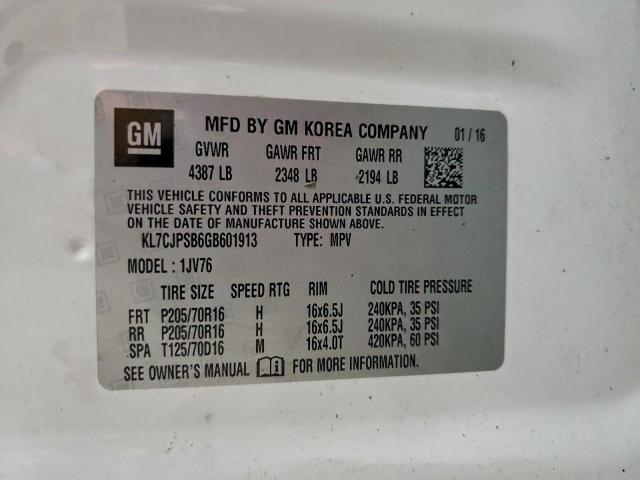 GM MFD BY GM KOREA COMPANY 01 / 16
GVWR GAWR FRT GAWR RR
4387 LB 2348 LB 2194 LB
THIS VEHICLE CONFORMS TO ALL APPLICABLE U.S. FEDERAL MOTOR
VEHICLE SAFETY AND THEFT PREVENTION STANDARDS IN EFFECT
ON THE DATE OF MANUFACTURE SHOWN ABOVE.
KL7CJPSB6GB601913 TYPE: MPV
MODEL : 1JV76
TIRE SIZE SPEED RTG RIM COLD TIRE PRESSURE
FRT P205/70R16 H 16x6.5J 240KPA, 35 PSI
RR P205/70R16 H 16x6.5J 240KPA, 35 PSI
SPA T125/70D16 M 16x4.0T 420KPA, 60 PSI
SEE OWNER'S MANUAL FOR MORE INFORMATION.